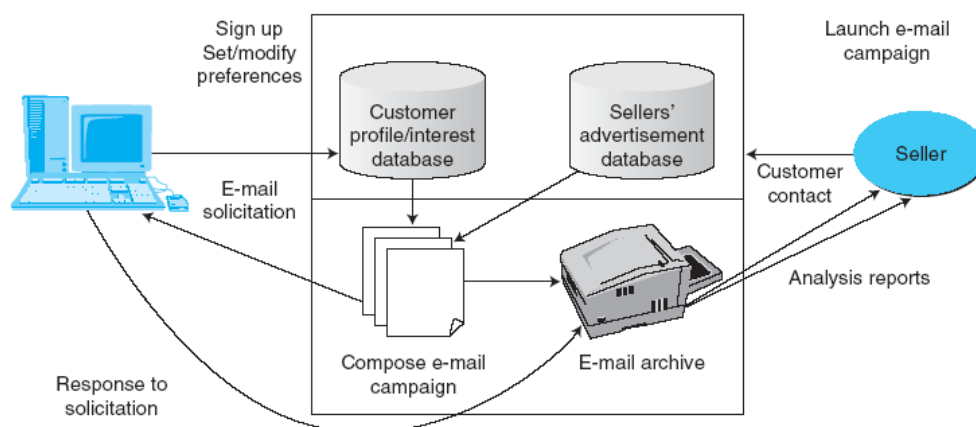 Sign up
Set/modify
preferences
Launch e-mail
campaign
Customer
profile/interest
database
Sellers'
advertisement
database
Seller
E-mail
solicitation
Customer
contact
Analysis reports
Compose e-mail
campaign
E-mail archive
Response to
solicitation